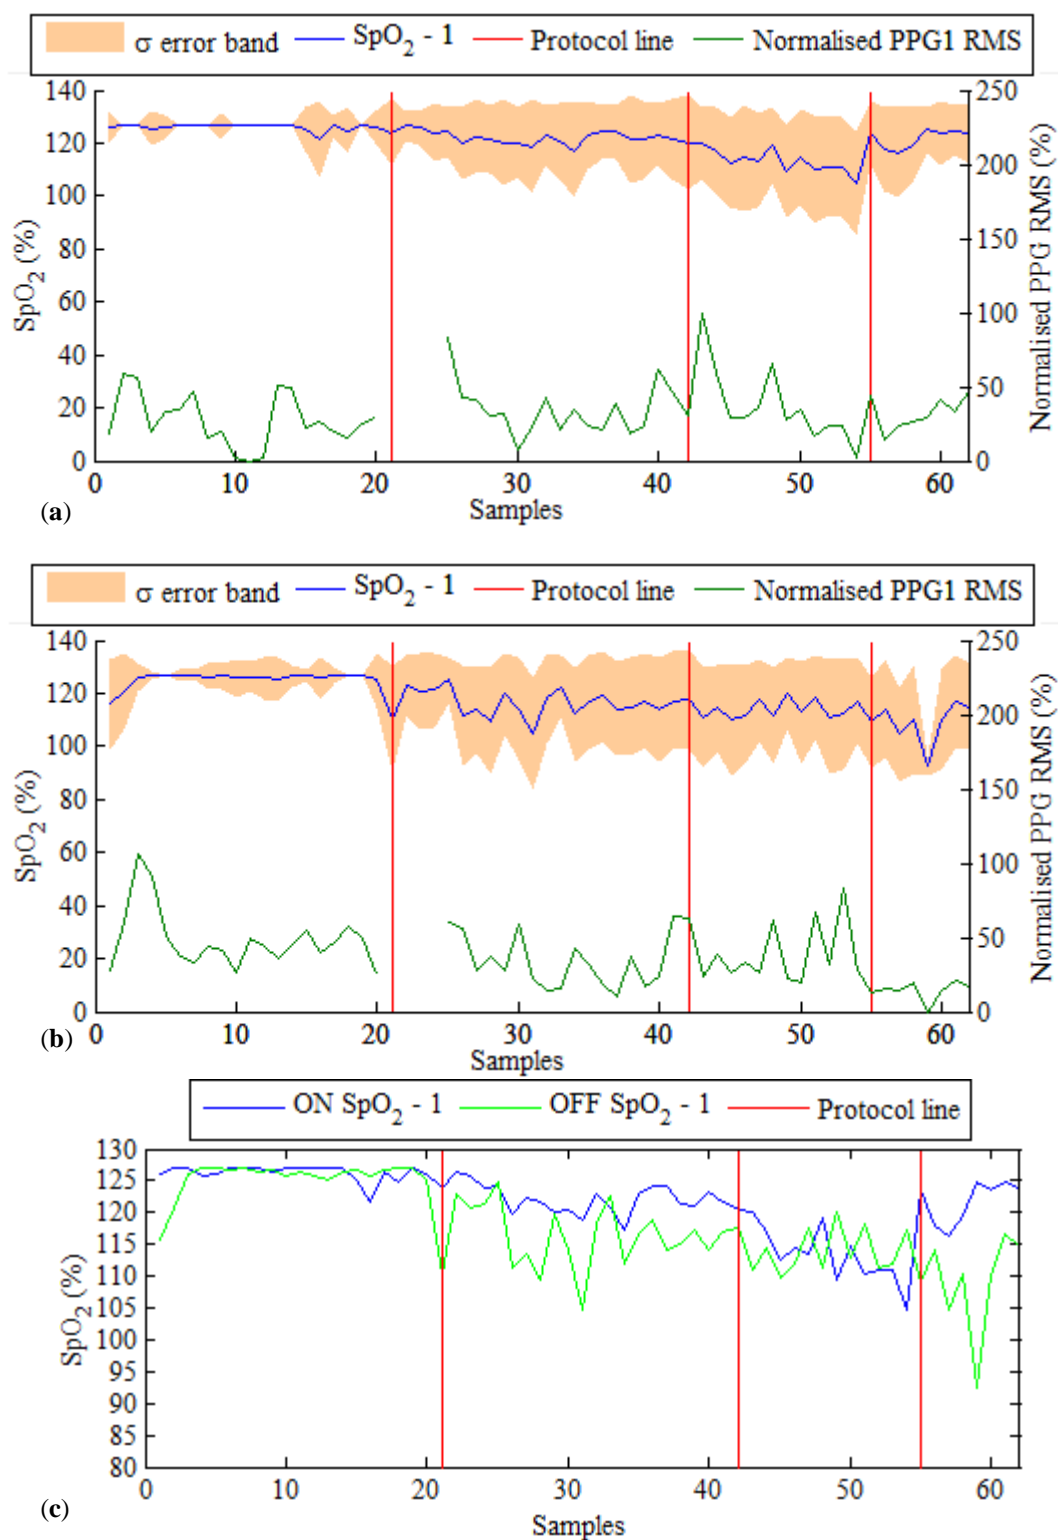 σ error band SpO₂ - 1 Protocol line Normalised PPG1 RMS
140 250
120 200
100
80 150
60 100
40
20 50
0 0
SpO₂ (%)
Normalised PPG RMS (%)
0 10 20 30 40 50 60
Samples
(a)
σ error band SpO₂ - 1 Protocol line Normalised PPG1 RMS
140 250
120 200
100
80 150
60 100
40
20 50
0 0
SpO₂ (%)
Normalised PPG RMS (%)
0 10 20 30 40 50 60
Samples
(b)
ON SpO₂ - 1 OFF SpO₂ - 1 Protocol line
130
125
120
115
110
105
100
95
90
85
80
SpO₂ (%)
0 10 20 30 40 50 60
Samples
(c)